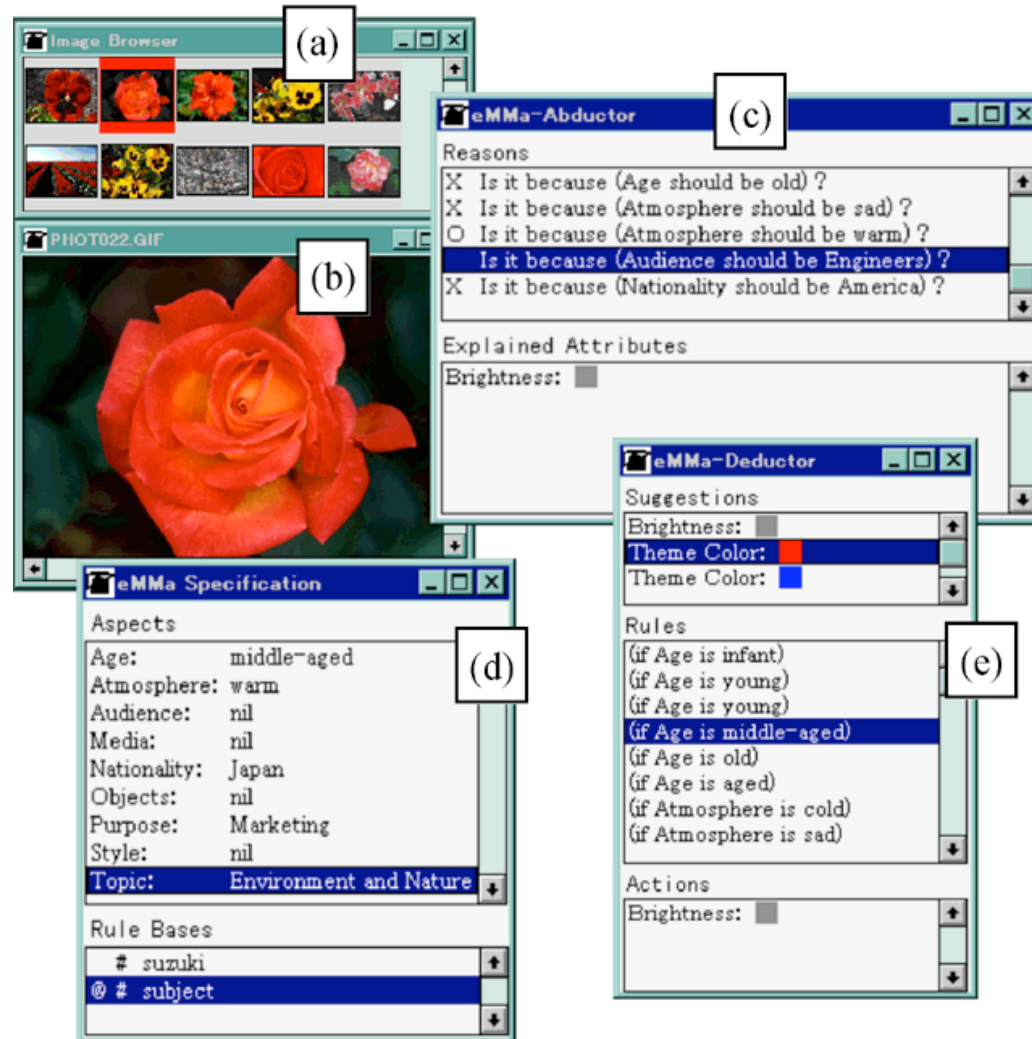 Image Browser
(a)
PHOTO22.GIF
(b)
eMMa-Abductor
(c)
Reasons
X Is it because (Age should be old) ?
X Is it because (Atmosphere should be sad) ?
O Is it because (Atmosphere should be warm) ?
Is it because (Audience should be Engineers) ?
X Is it because (Nationality should be America) ?
Explained Attributes
Brightness:
eMMa Specification
(d)
Aspects
Age: middle-aged
Atmosphere: warm
Audience: nil
Media: nil
Nationality: Japan
Objects: nil
Purpose: Marketing
Style: nil
Topic: Environment and Nature
Rule Bases
# suzuki
@ # subject
eMMa-Deductor
(e)
Suggestions
Brightness:
Theme Color:
Theme Color:
Rules
(if Age is infant)
(if Age is young)
(if Age is young)
(if Age is middle-aged)
(if Age is old)
(if Age is aged)
(if Atmosphere is cold)
(if Atmosphere is sad)
Actions
Brightness: